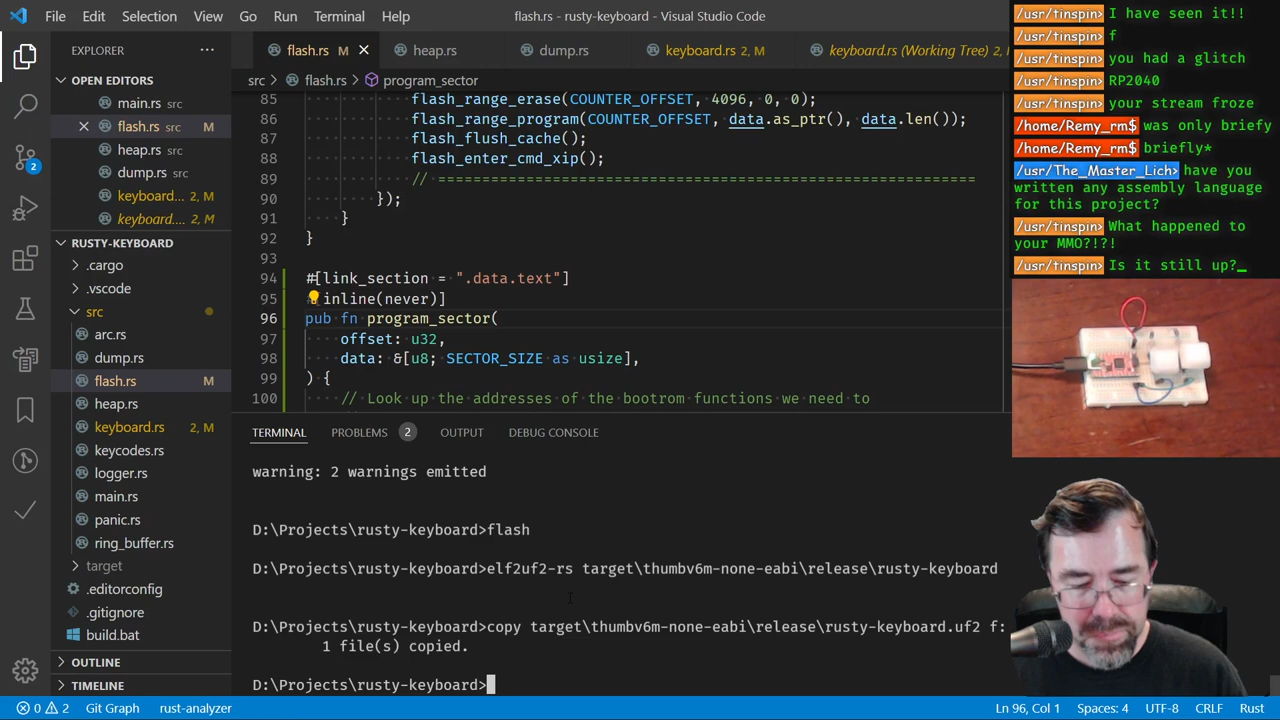 File Edit Selection View Go Run Terminal Help
flash.rs - rusty-keyboard - Visual Studio Code
EXPLORER
OPEN EDITORS
main.rs src
flash.rs src M
heap.rs src
dump.rs src
keyboard... 2, M
keyboard.... 2, M
RUSTY-KEYBOARD
.cargo
.vscode
src
arc.rs
dump.rs
flash.rs M
heap.rs
keyboard.rs 2, M
keycodes.rs
logger.rs
main.rs
panic.rs
ring_buffer.rs
target
.editorconfig
.gitignore
build.bat
OUTLINE
TIMELINE
2
flash.rs M
heap.rs
dump.rs
keyboard.rs 2, M
keyboard.rs (Working Tree) 2, M
src > flash.rs > program_sector
85 flash_range_erase(COUNTER_OFFSET, 4096, 0, 0);
86 flash_range_program(COUNTER_OFFSET, data.as_ptr(), data.len());
87 flash_flush_cache();
88 flash_enter_cmd_xip();
89 // =====================================================
90 });
91 }
92 }
93
94 #[link_section = ".data.text"]
95 inline(never)]
96 pub fn program_sector(
97 offset: u32,
98 data: &[u8; SECTOR_SIZE as usize],
99 ) {
100 // Look up the addresses of the bootrom functions we need to
TERMINAL PROBLEMS 2 OUTPUT DEBUG CONSOLE
warning: 2 warnings emitted
D:\Projects\rusty-keyboard>flash
D:\Projects\rusty-keyboard>elf2uf2-rs target\thumbv6m-none-eabi\release\rusty-keyboard
D:\Projects\rusty-keyboard>copy target\thumbv6m-none-eabi\release\rusty-keyboard.uf2 f:
1 file(s) copied.
D:\Projects\rusty-keyboard>
0 2 Git Graph rust-analyzer
Ln 96, Col 1 Spaces: 4 UTF-8 CRLF Rust
/usr/tinspin> I have seen it!!
/usr/tinspin> f
/usr/tinspin> you had a glitch
/usr/tinspin> RP2040
/usr/tinspin> your stream froze
/home/Remy_rm$ was only briefy
/home/Remy_rm$ briefly*
/usr/The_Master_Lich> have you
written any assembly language
for this project?
/usr/tinspin> What happened to
your MMO?!?!
/usr/tinspin> Is it still up?_